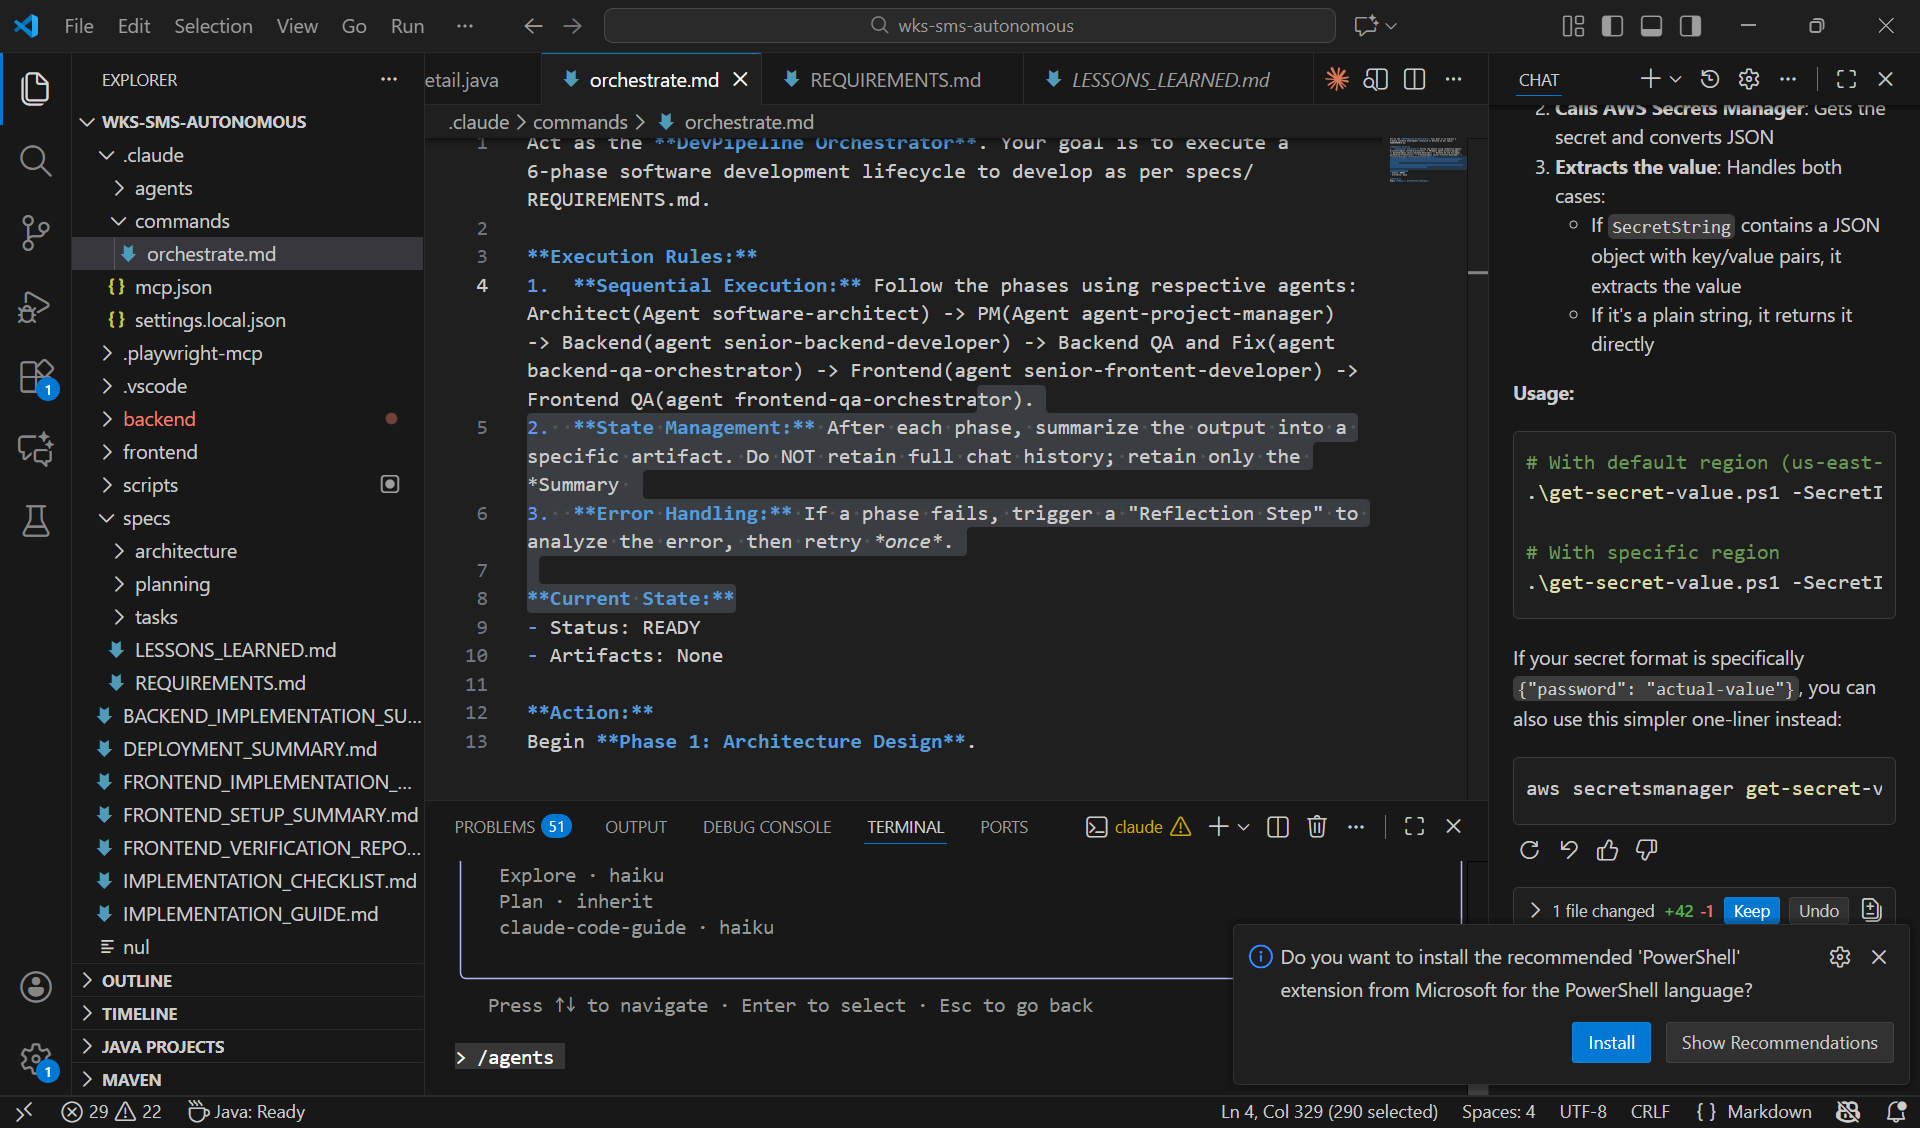 File Edit Selection View Go Run ···
wks-sms-autonomous
EXPLORER
WKS-SMS-AUTONOMOUS
.claude
agents
commands
orchestrate.md
{} mcp.json
{} settings.local.json
.playwright-mcp
.vscode
backend
frontend
scripts
specs
architecture
planning
tasks
LESSONS_LEARNED.md
REQUIREMENTS.md
BACKEND_IMPLEMENTATION_SU...
DEPLOYMENT_SUMMARY.md
FRONTEND_IMPLEMENTATION_...
FRONTEND_SETUP_SUMMARY.md
FRONTEND_VERIFICATION_REPO...
IMPLEMENTATION_CHECKLIST.md
IMPLEMENTATION_GUIDE.md
nul
OUTLINE
TIMELINE
JAVA PROJECTS
MAVEN
1
1
etail.java orchestrate.md REQUIREMENTS.md LESSONS_LEARNED.md
.claude > commands > orchestrate.md
1 Act as the **DevPipeline Orchestrator**. Your goal is to execute a
6-phase software development lifecycle to develop as per specs/
REQUIREMENTS.md.
2
3 **Execution Rules:**
4 1.  **Sequential Execution:** Follow the phases using respective agents:
Architect(Agent software-architect) -> PM(Agent agent-project-manager)
-> Backend(agent senior-backend-developer) -> Backend QA and Fix(agent
backend-qa-orchestrator) -> Frontend(agent senior-frontent-developer) ->
Frontend QA(agent frontend-qa-orchestrator).
5 2.  **State Management:** After each phase, summarize the output into a
specific artifact. Do NOT retain full chat history; retain only the
*Summary
6 3.  **Error Handling:** If a phase fails, trigger a "Reflection Step" to
analyze the error, then retry *once*.
7
8 **Current State:**
9 - Status: READY
10 - Artifacts: None
11
12 **Action:**
13 Begin **Phase 1: Architecture Design**.
PROBLEMS 51 OUTPUT DEBUG CONSOLE TERMINAL PORTS
claude
Explore · haiku
Plan · inherit
claude-code-guide · haiku
Press ↑↓ to navigate · Enter to select · Esc to go back
> /agents
CHAT
2. Calls AWS Secrets Manager: Gets the
secret and converts JSON
3. Extracts the value: Handles both
cases:
If SecretString contains a JSON
object with key/value pairs, it
extracts the value
If it's a plain string, it returns it
directly
Usage:
# With default region (us-east-
.\get-secret-value.ps1 -SecretI
# With specific region
.\get-secret-value.ps1 -SecretI
If your secret format is specifically
{"password": "actual-value"}, you can
also use this simpler one-liner instead:
aws secretsmanager get-secret-v
1 file changed +42 -1 Keep Undo
Do you want to install the recommended 'PowerShell'
extension from Microsoft for the PowerShell language?
Install Show Recommendations
29 22 Java: Ready
Ln 4, Col 329 (290 selected) Spaces: 4 UTF-8 CRLF {} Markdown